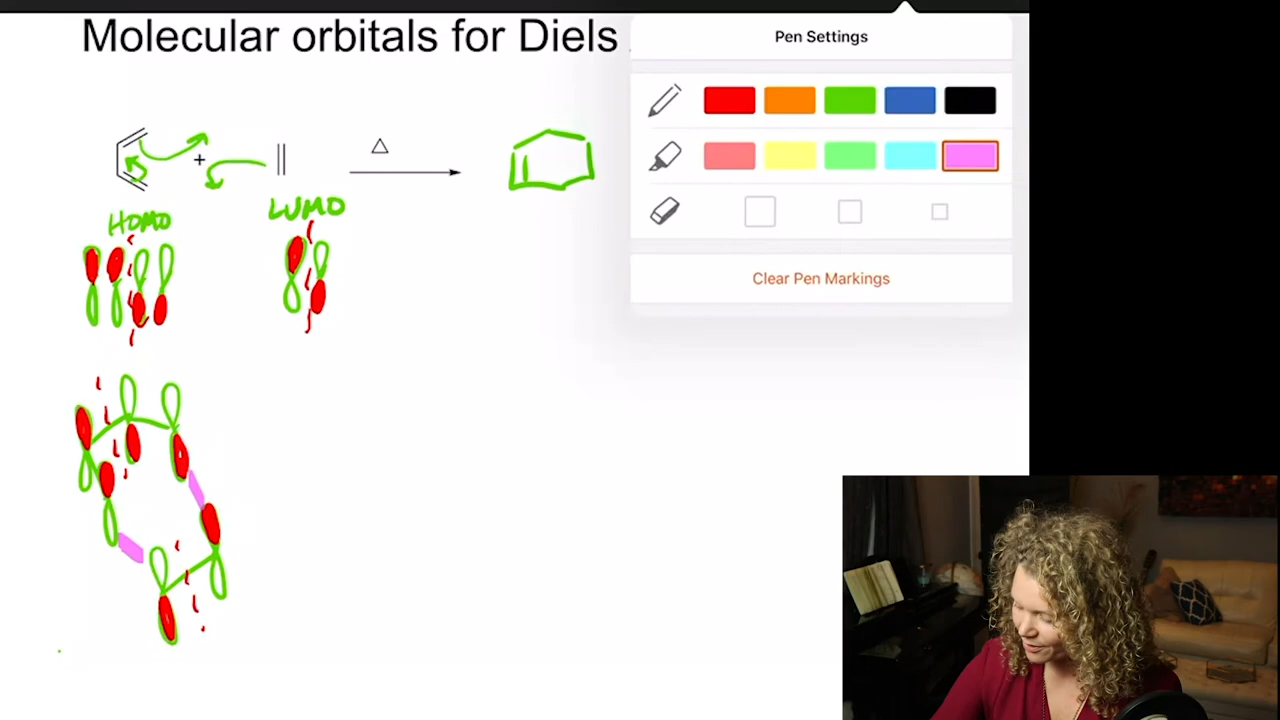 Molecular orbitals for Diels
Pen Settings
+
△
HOMO
LUMO
Clear Pen Markings